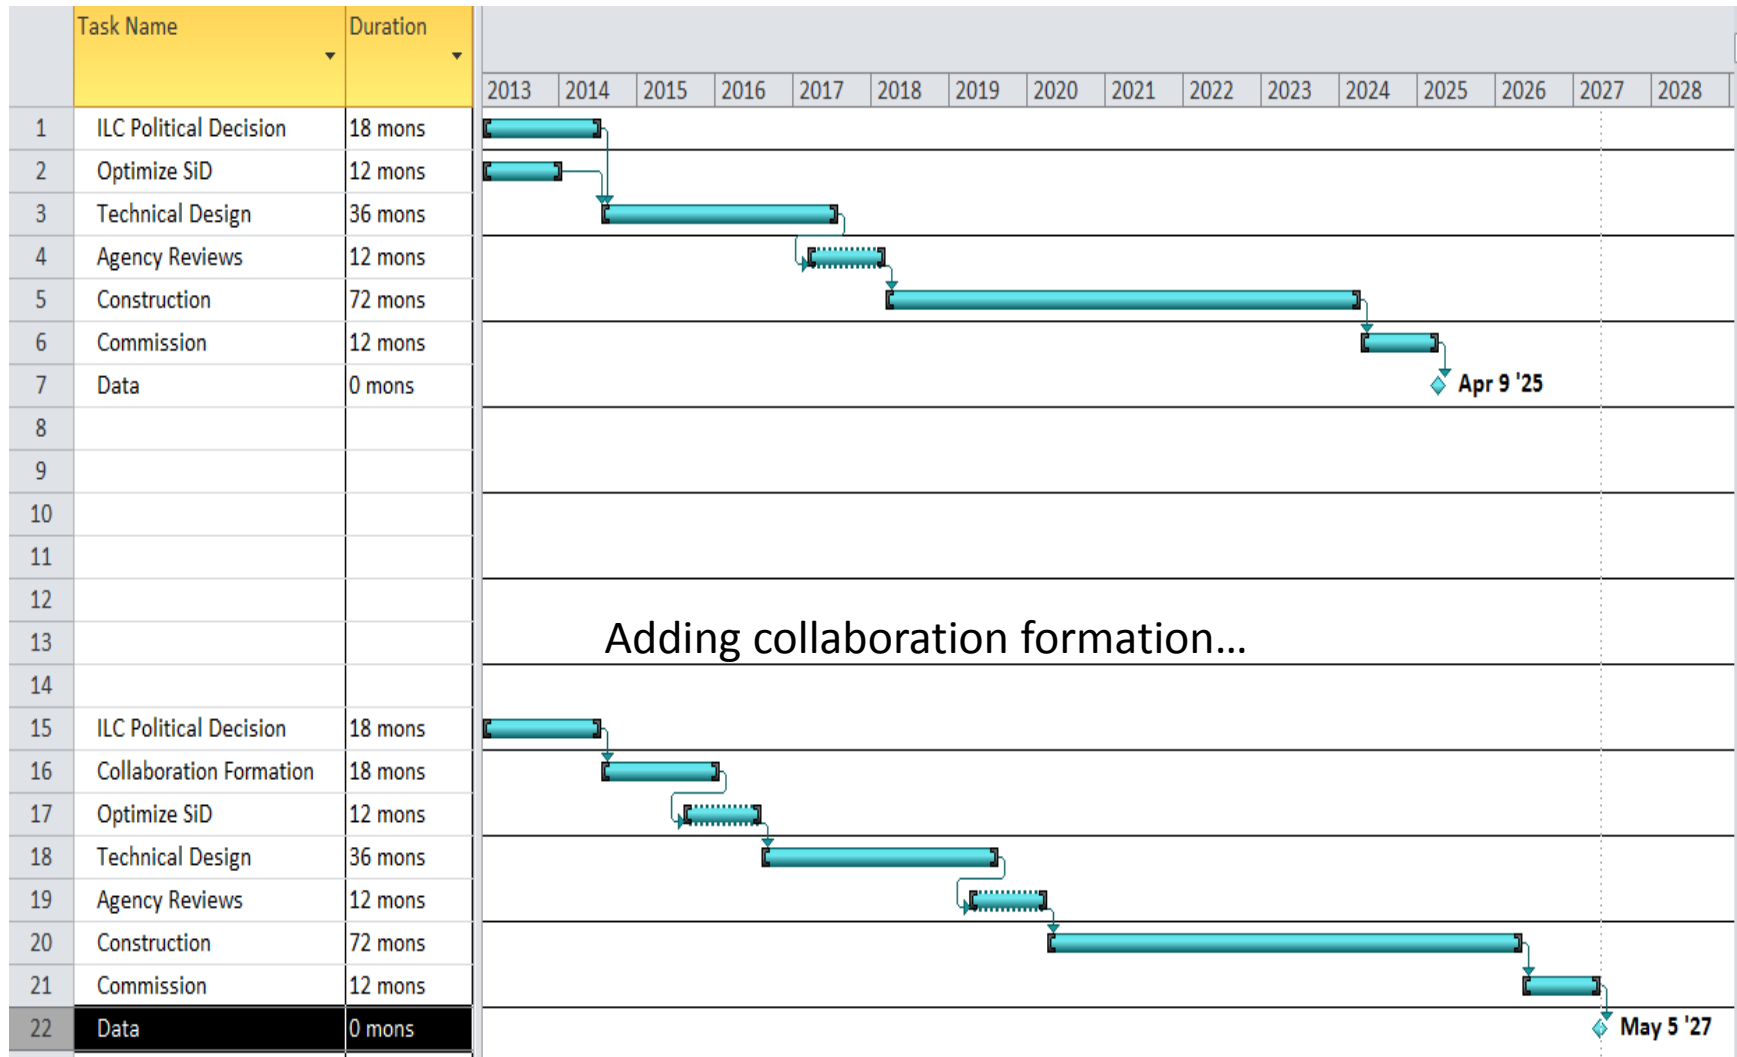 Task Name Duration
2013 2014 2015 2016 2017 2018 2019 2020 2021 2022 2023 2024 2025 2026 2027 2028
1 ILC Political Decision 18 mons
2 Optimize SiD 12 mons
3 Technical Design 36 mons
4 Agency Reviews 12 mons
5 Construction 72 mons
6 Commission 12 mons
7 Data 0 mons Apr 9 '25
8
9
10
11
12
13 Adding collaboration formation...
14
15 ILC Political Decision 18 mons
16 Collaboration Formation 18 mons
17 Optimize SiD 12 mons
18 Technical Design 36 mons
19 Agency Reviews 12 mons
20 Construction 72 mons
21 Commission 12 mons
22 Data 0 mons May 5 '27